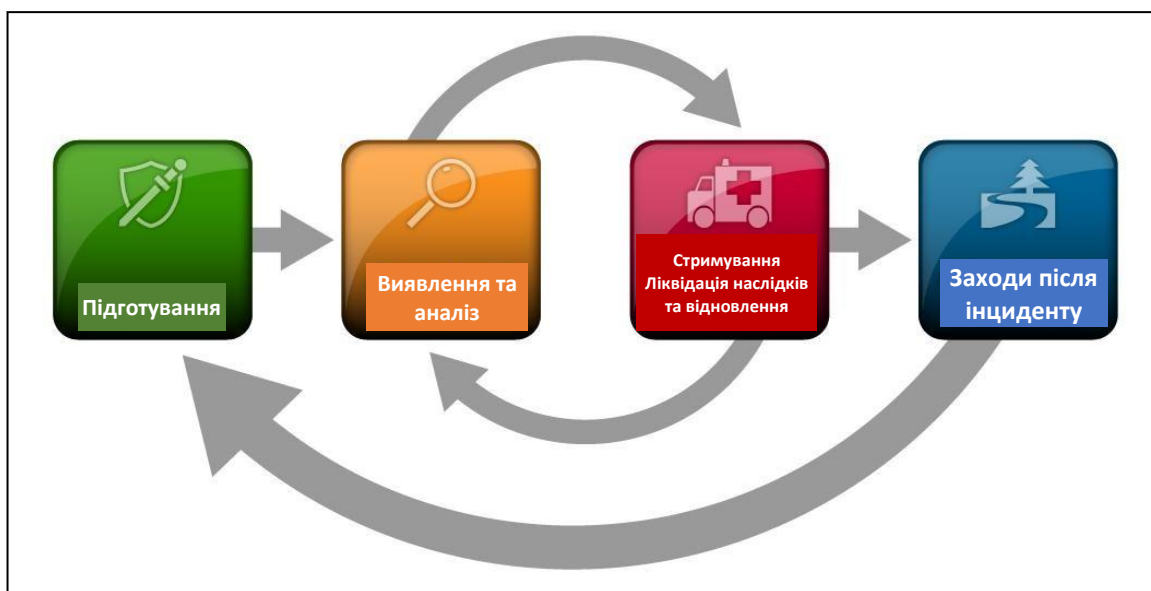 Підготування
Виявлення та
аналіз
Стримування
Ліквідація наслідків
та відновлення
Заходи після
інциденту